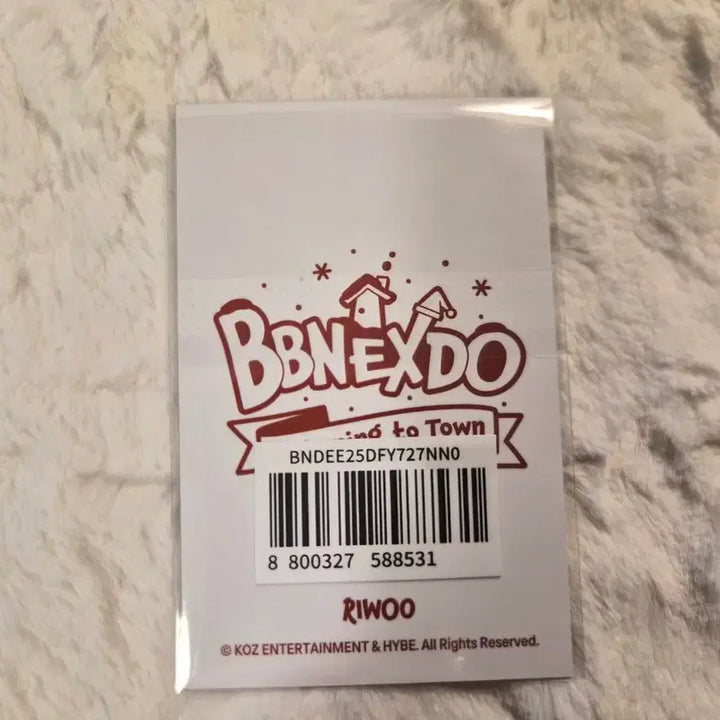 BBNEXDO
to Town
BNDEE25DFY727NN0
8 800327 588531
RIWOO
© KOZ ENTERTAINMENT & HYBE. All Rights Reserved.